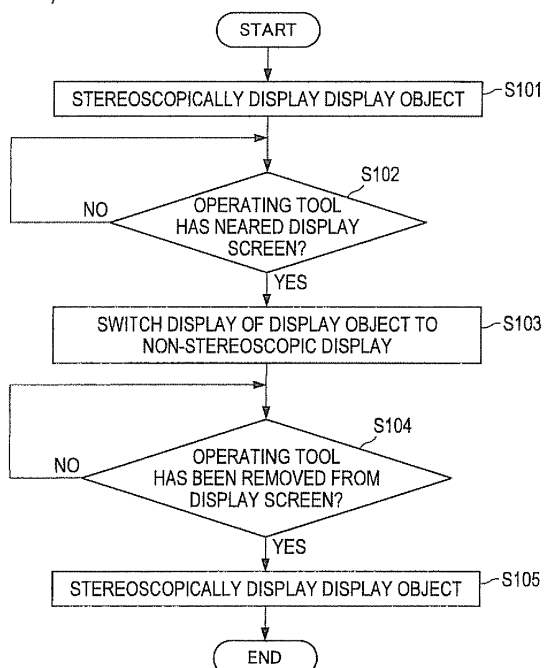 START
STEREOSCOPICALLY DISPLAY DISPLAY OBJECT
S101
S102
OPERATING TOOL
HAS NEARED DISPLAY
SCREEN?
NO
YES
SWITCH DISPLAY OF DISPLAY OBJECT TO
NON-STEREOSCOPIC DISPLAY
S103
S104
OPERATING TOOL
HAS BEEN REMOVED FROM
DISPLAY SCREEN?
NO
YES
STEREOSCOPICALLY DISPLAY DISPLAY OBJECT
S105
END